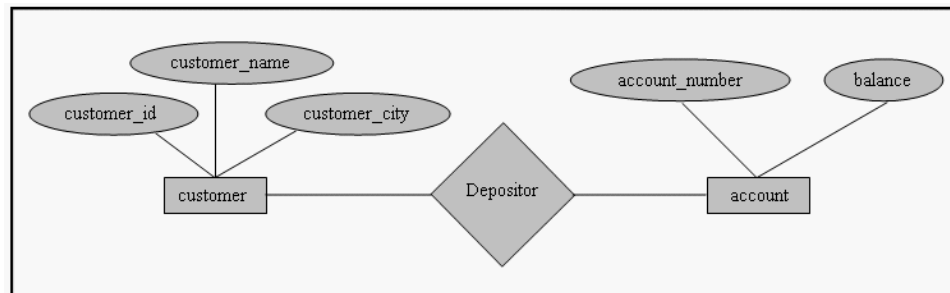 customer_name
account_number
balance
customer_id
customer_city
Depositor
customer
account